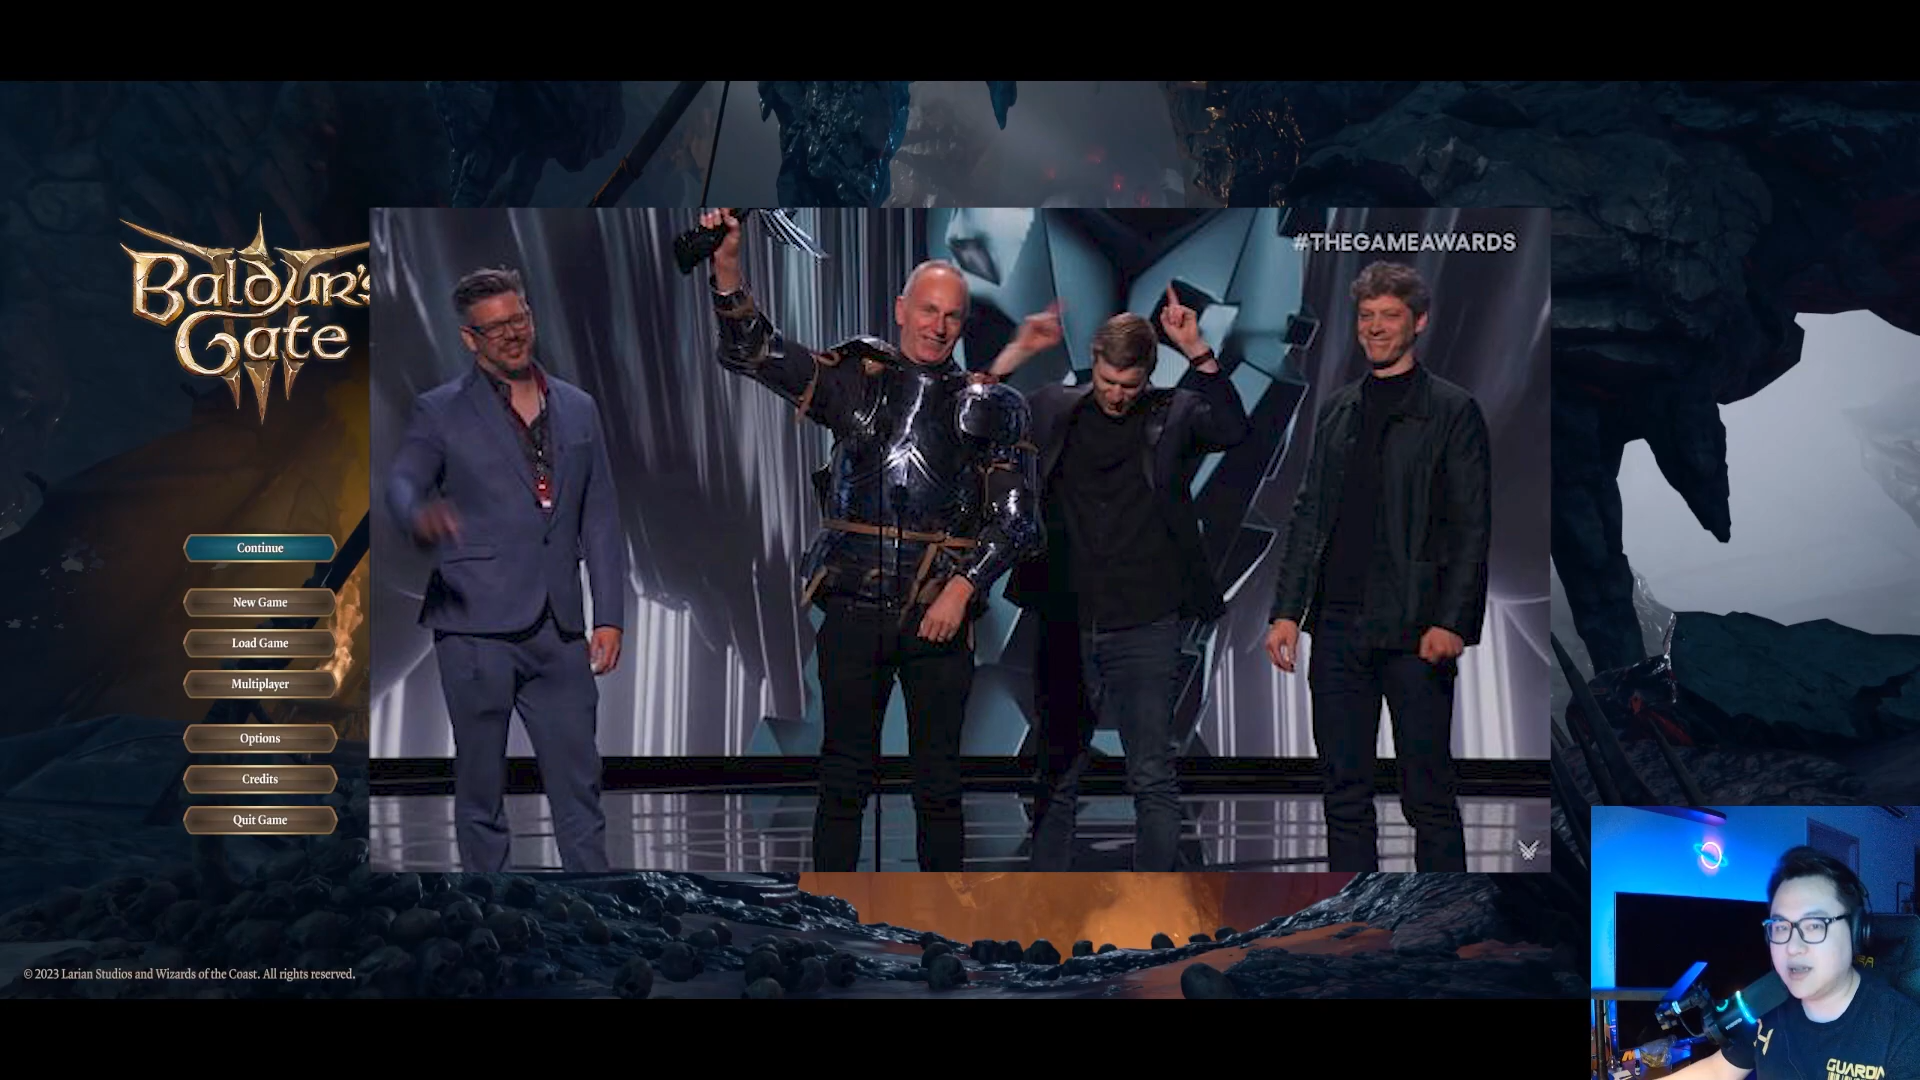 #THEGAMEAWARDS
Baldur's
Gate
III
Continue
New Game
Load Game
Multiplayer
Options
Credits
Quit Game
© 2023 Larian Studios and Wizards of the Coast. All rights reserved.